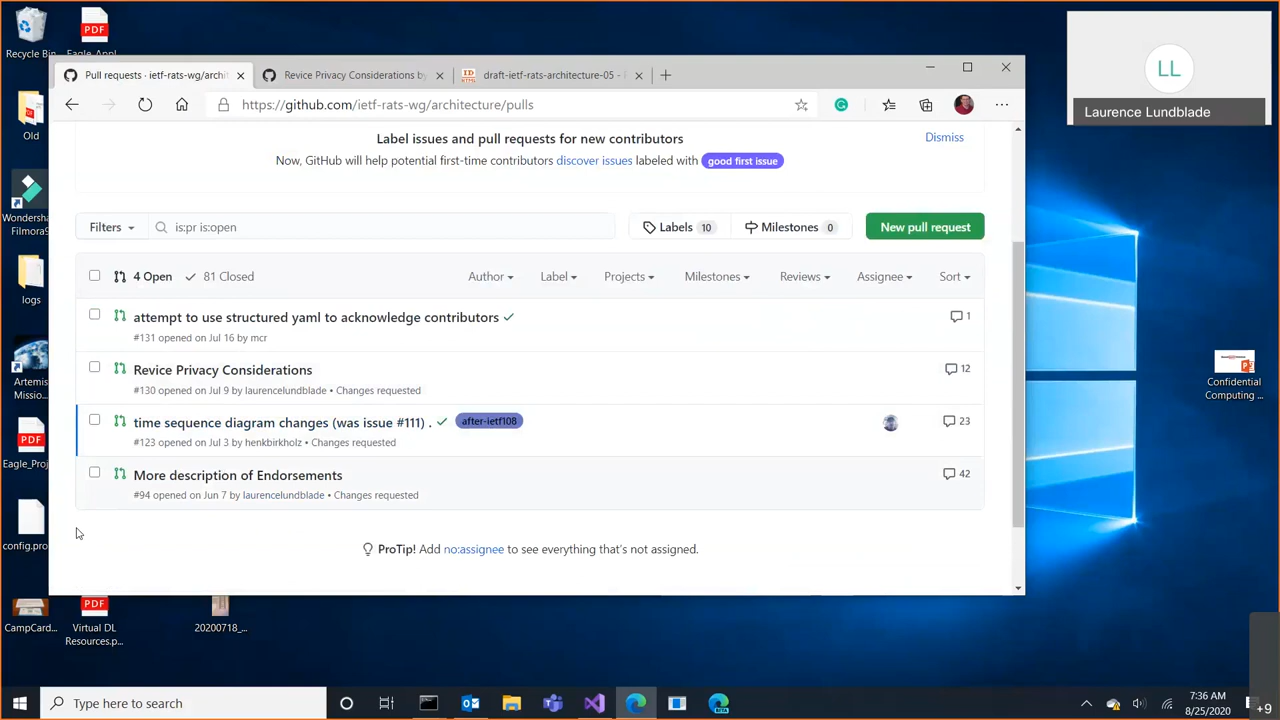 Recycle Bin
Eagle_Appl...
Old
Wondersha...
Filmora9
logs
Artemis
Missio...
Eagle_Proj...
config.pro...
CampCard...
Virtual DL
Resources.p...
20200718_...
Pull requests · ietf-rats-wg/archit
Revice Privacy Considerations by
draft-ietf-rats-architecture-05 -
https://github.com/ietf-rats-wg/architecture/pulls
Label issues and pull requests for new contributors
Dismiss
Now, GitHub will help potential first-time contributors discover issues labeled with good first issue
Filters
is:pr is:open
Labels 10
Milestones 0
New pull request
4 Open
81 Closed
Author
Label
Projects
Milestones
Reviews
Assignee
Sort
attempt to use structured yaml to acknowledge contributors
1
#131 opened on Jul 16 by mcr
Revice Privacy Considerations
12
#130 opened on Jul 9 by laurencelundblade • Changes requested
time sequence diagram changes (was issue #111) .
after-ietf108
23
#123 opened on Jul 3 by henkbirkholz • Changes requested
More description of Endorsements
42
#94 opened on Jun 7 by laurencelundblade • Changes requested
ProTip! Add no:assignee to see everything that's not assigned.
LL
Laurence Lundblade
Confidential
Computing ...
Type here to search
7:36 AM
8/25/2020
+9